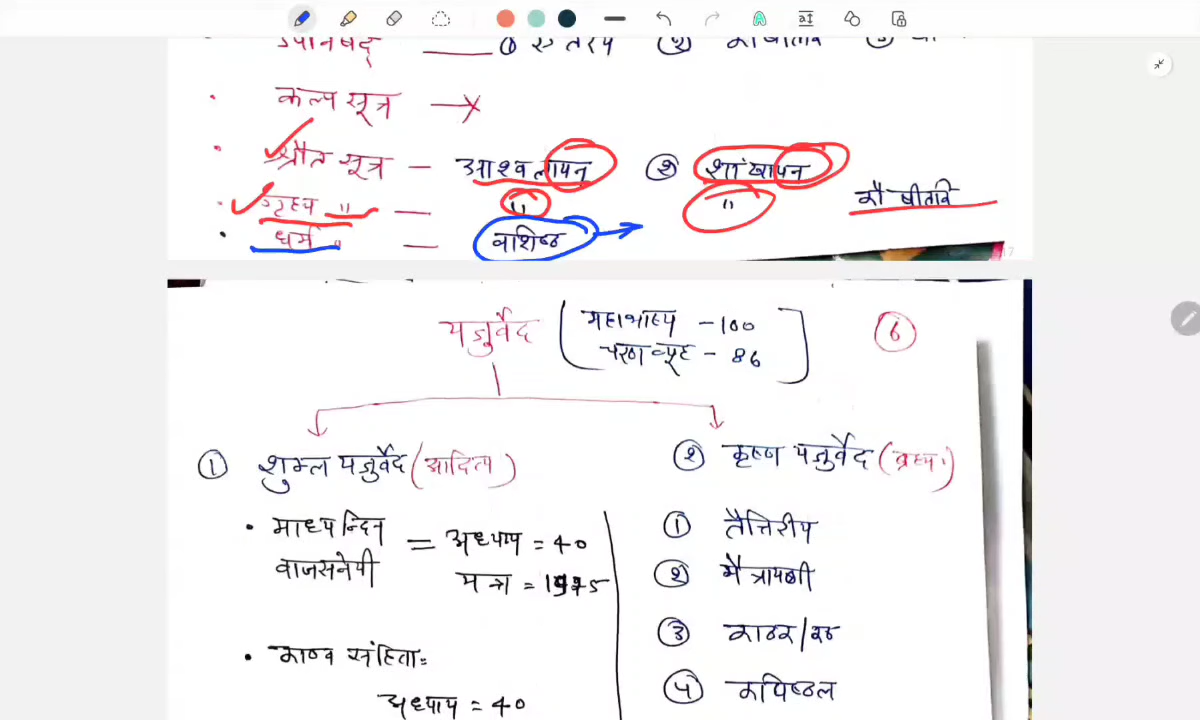 कल्प सूत्र
श्रौत सूत्र – आश्वलायन ② शांखायन
गृह्य " — " " कौषीतकि
धर्म " — वाशिष्ठ
यजुर्वेद महाभाष्य – 100 ⑥
चरणव्यूह – 86
① शुक्ल यजुर्वेद (आदित्य) ② कृष्ण यजुर्वेद (ब्रह्म)
• माध्यन्दिन = अध्याय = 40 ① तैत्तिरीय
वाजसनेयी मन्त्र = 1975 ② मैत्रायणी
③ काठक/कठ
• काण्व संहिता: ④ कपिष्ठल
अध्याय = 40